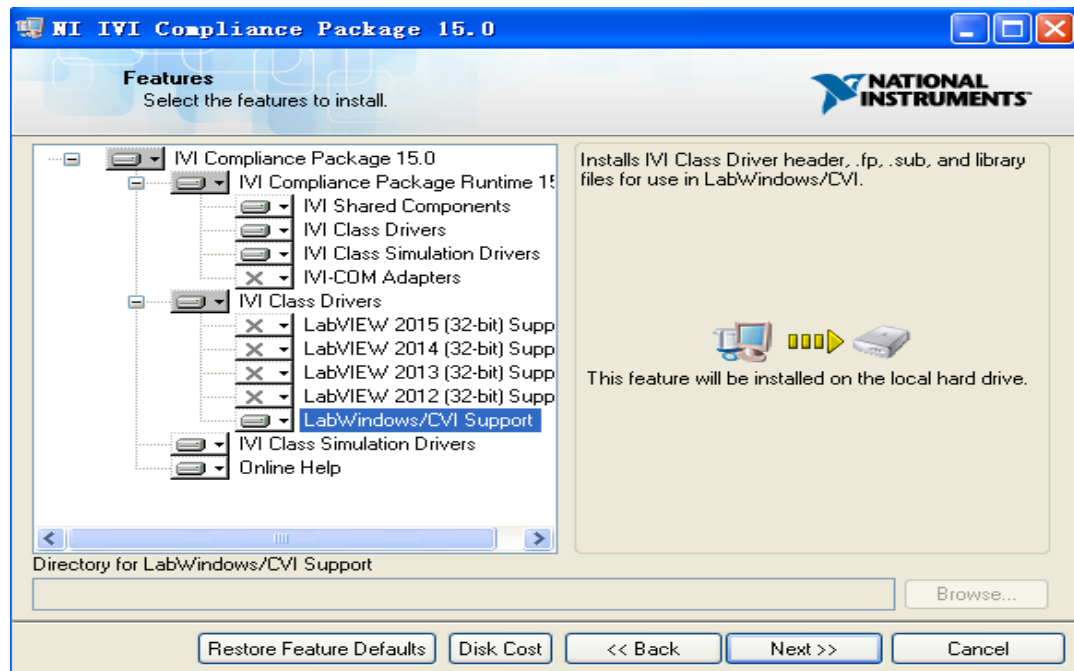 NI IVI Compliance Package 15.0
Features
Select the features to install.
NATIONAL
INSTRUMENTS™
IVI Compliance Package 15.0
IVI Compliance Package Runtime 15
IVI Shared Components
IVI Class Drivers
IVI Class Simulation Drivers
IVI-COM Adapters
IVI Class Drivers
LabVIEW 2015 (32-bit) Supp
LabVIEW 2014 (32-bit) Supp
LabVIEW 2013 (32-bit) Supp
LabVIEW 2012 (32-bit) Supp
LabWindows/CVI Support
IVI Class Simulation Drivers
Online Help
Installs IVI Class Driver header, .fp, .sub, and library
files for use in LabWindows/CVI.
This feature will be installed on the local hard drive.
Directory for LabWindows/CVI Support
Browse...
Restore Feature Defaults Disk Cost << Back Next >> Cancel